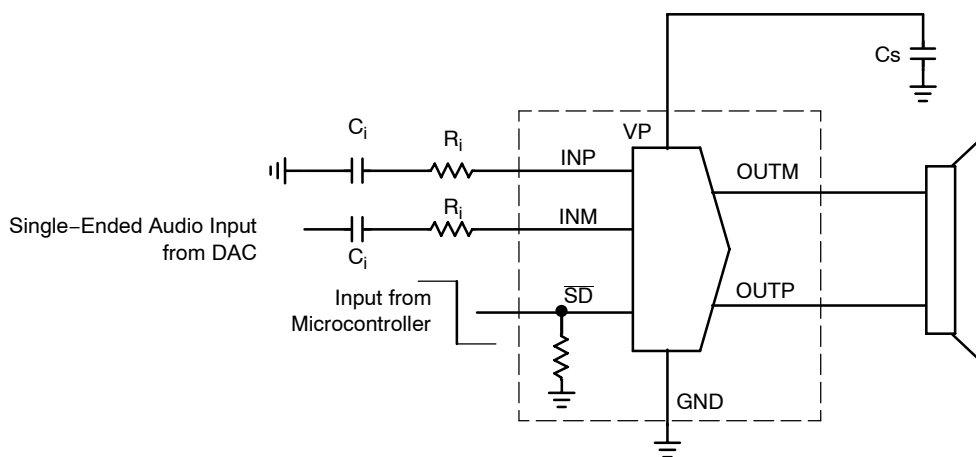 Cs
VP
Cᵢ
Rᵢ
INP
OUTM
Rᵢ
INM
Single−Ended Audio Input
from DAC
Cᵢ
S̅D̅
OUTP
Input from
Microcontroller
GND